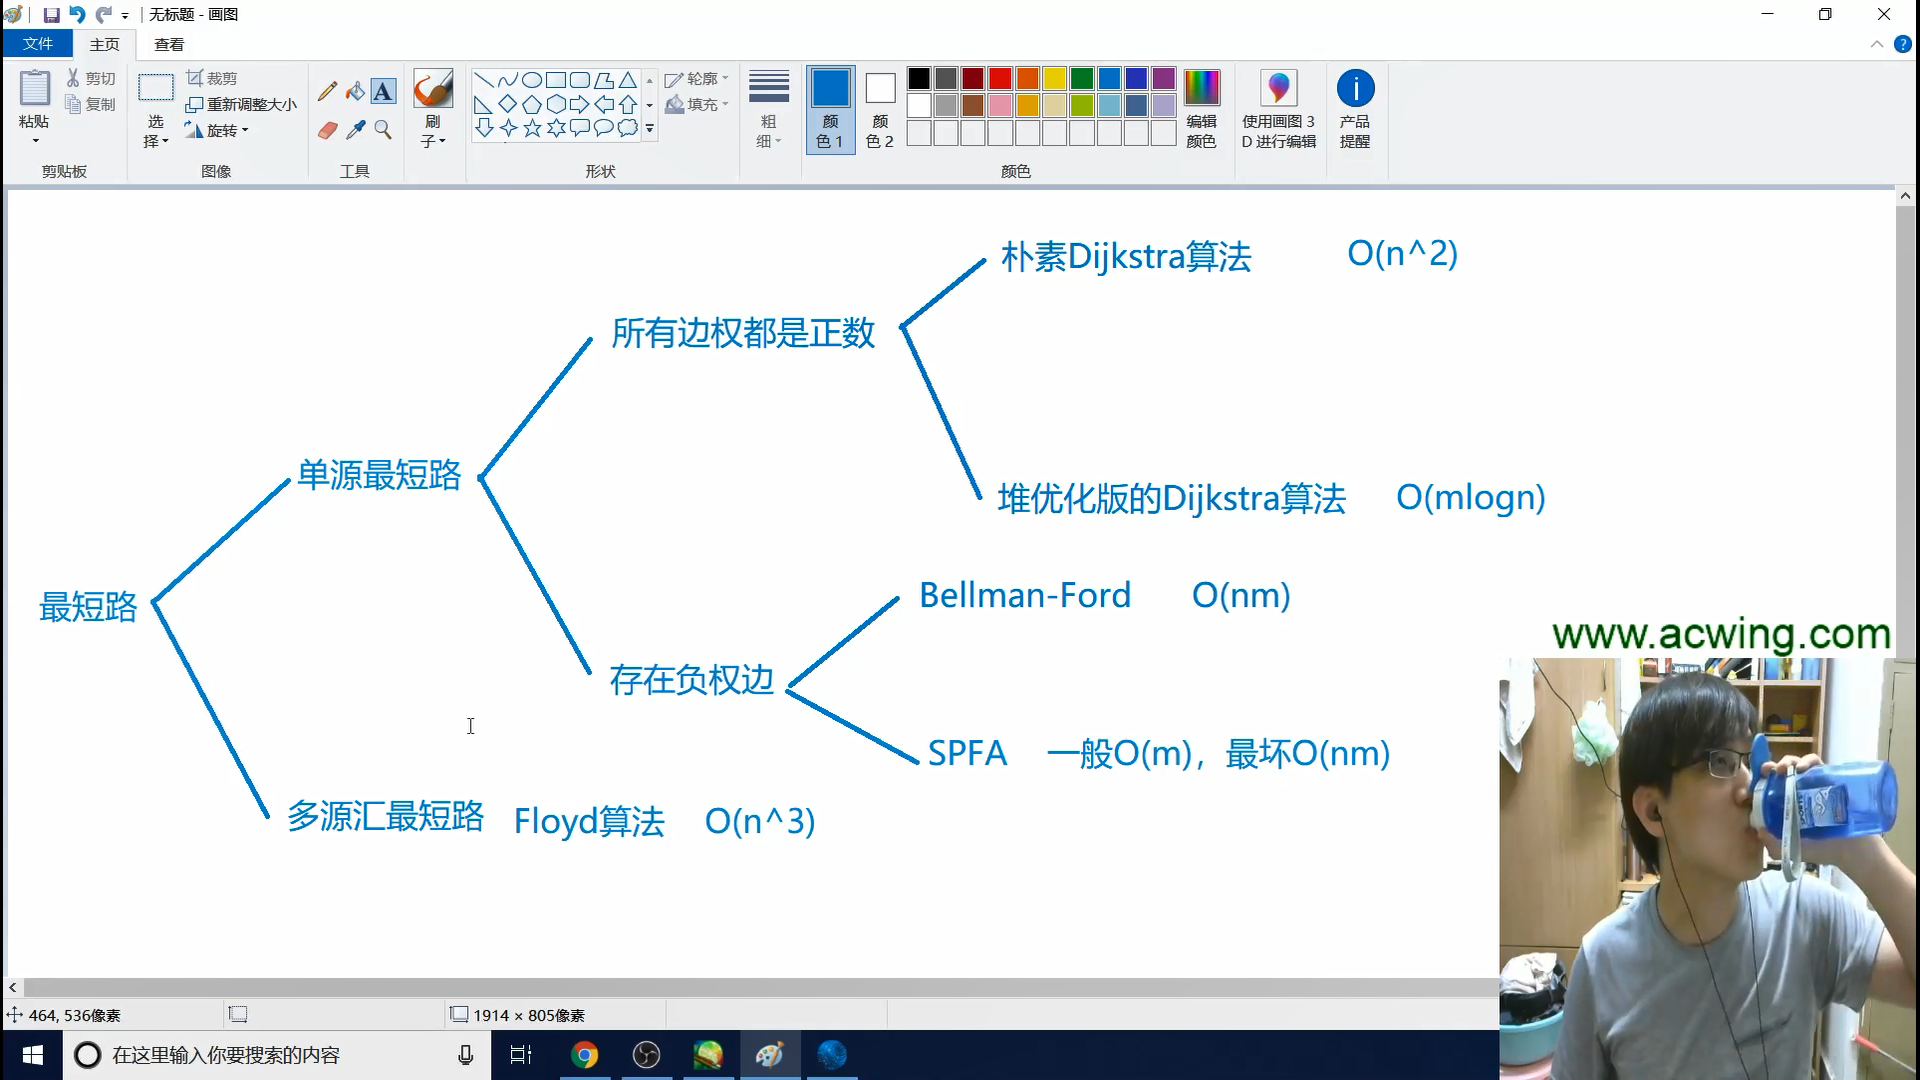 无标题 - 画图
文件 主页 查看
粘贴
剪切
复制
剪贴板
选择
裁剪
重新调整大小
旋转
图像
工具
刷子
形状
轮廓
填充
粗细
颜色 1
颜色 2
颜色
编辑颜色
使用画图 3D 进行编辑
产品提醒
朴素Dijkstra算法 O(n^2)
所有边权都是正数
单源最短路
堆优化版的Dijkstra算法 O(mlogn)
最短路
Bellman-Ford O(nm)
www.acwing.com
存在负权边
SPFA 一般O(m)，最坏O(nm)
多源汇最短路 Floyd算法 O(n^3)
464, 536像素
1914 × 805像素
在这里输入你要搜索的内容